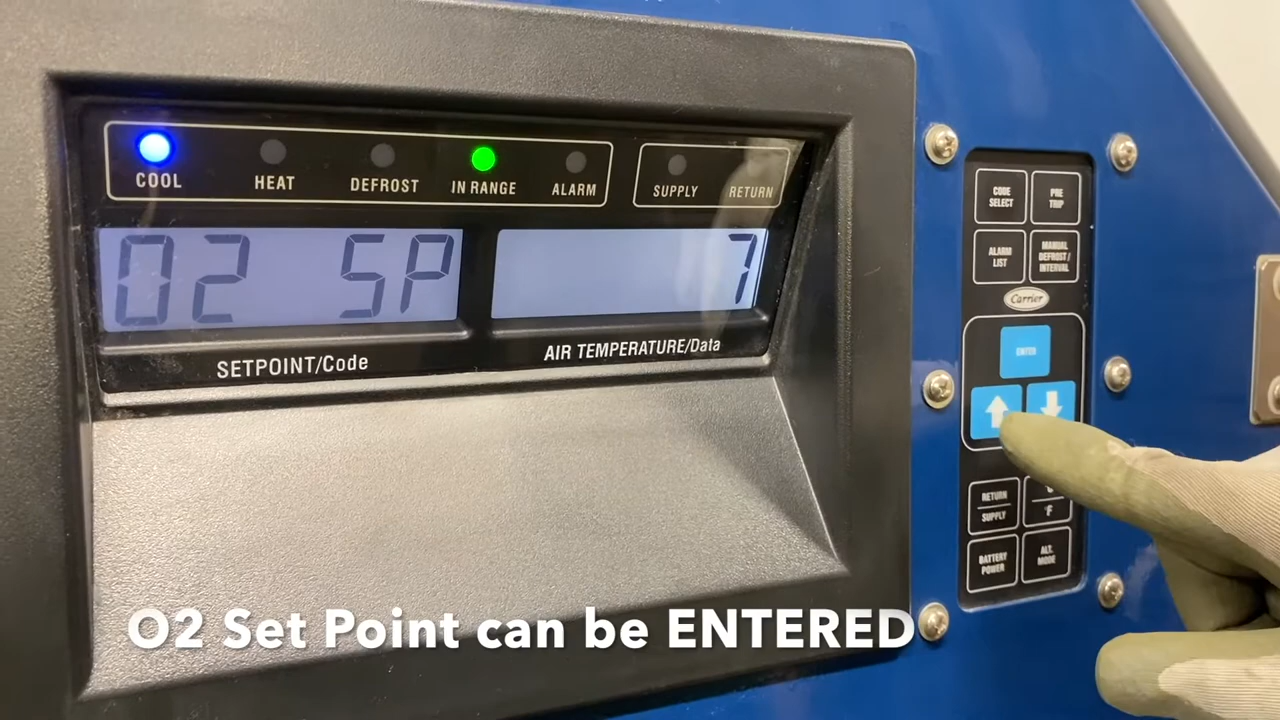 COOL
HEAT
DEFROST
IN RANGE
ALARM
SUPPLY
RETURN
02 SP
7
SETPOINT/Code
AIR TEMPERATURE/Data
CODE
SELECT
PRE
TRIP
ALARM
LIST
MANUAL
DEFROST/
INTERVAL
Carrier
ENTER
RETURN
SUPPLY
°F
BATTERY
POWER
ALT.
MODE
O2 Set Point can be ENTERED